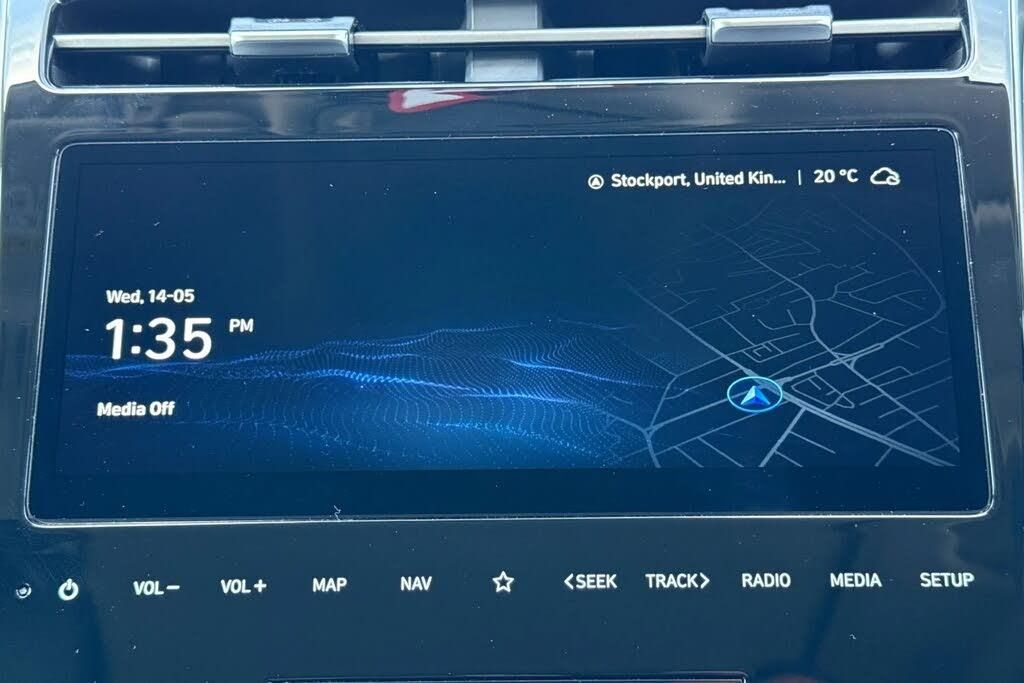 Stockport, United Kin... | 20 °C
Wed, 14-05
1:35 PM
Media Off
VOL− VOL+ MAP NAV ☆ <SEEK TRACK> RADIO MEDIA SETUP